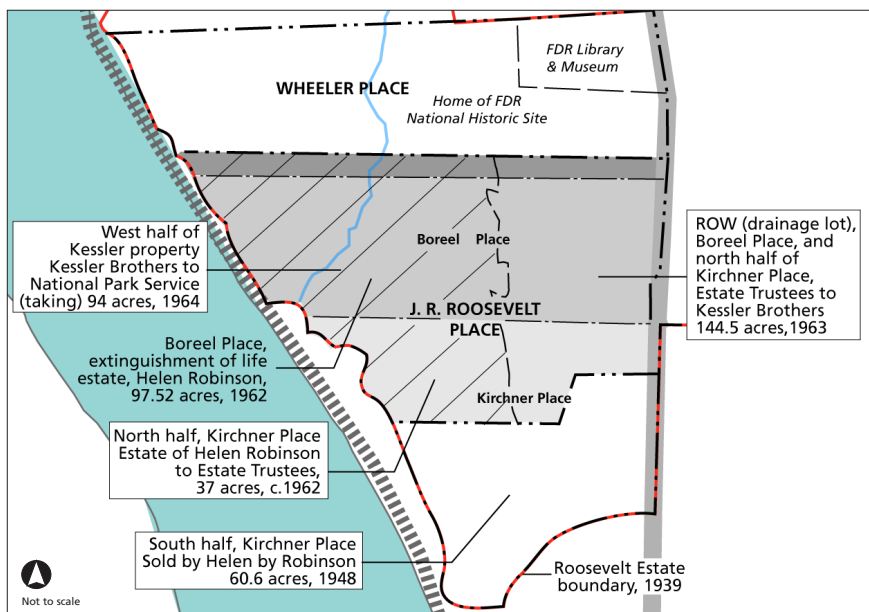 FDR Library
& Museum
WHEELER PLACE
Home of FDR
National Historic Site
West half of
Kessler property
Kessler Brothers to
National Park Service
(taking) 94 acres, 1964
Boreel Place
ROW (drainage lot),
Boreel Place, and
north half of
Kirchner Place,
Estate Trustees to
Kessler Brothers
144.5 acres,1963
J. R. ROOSEVELT
PLACE
Boreel Place,
extinguishment of life
estate, Helen Robinson,
97.52 acres, 1962
Kirchner Place
North half, Kirchner Place
Estate of Helen Robinson
to Estate Trustees,
37 acres, c.1962
South half, Kirchner Place
Sold by Helen by Robinson
60.6 acres, 1948
Roosevelt Estate
boundary, 1939
Not to scale